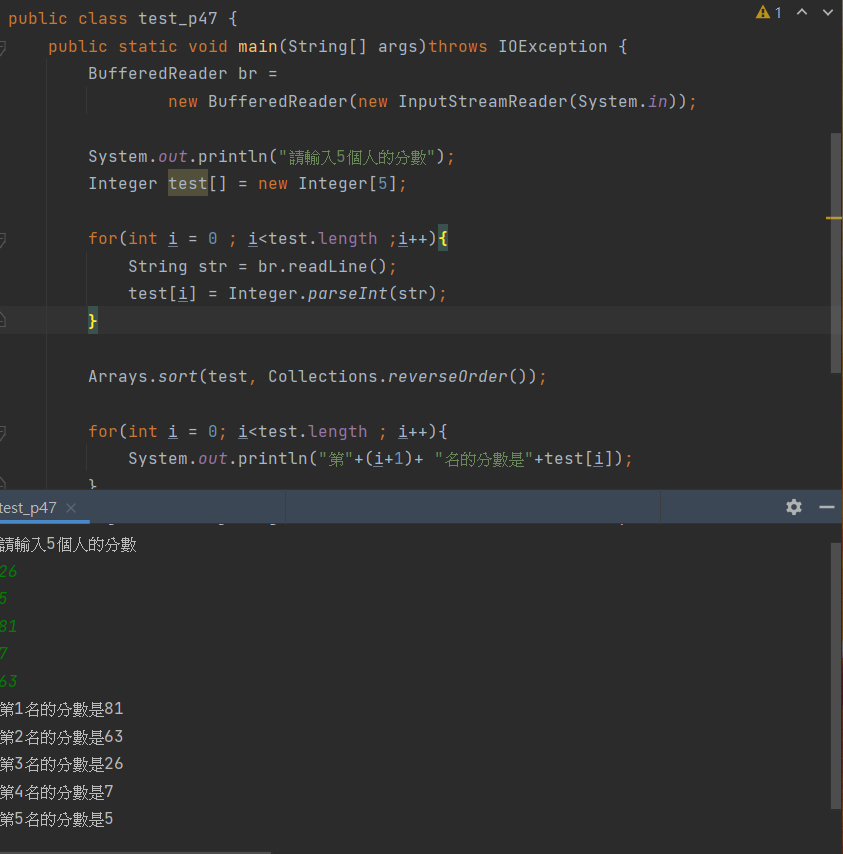 public class test_p47 {
1
public static void main(String[] args)throws IOException {
BufferedReader br =
new BufferedReader(new InputStreamReader(System.in));
System.out.println("請輸入5個人的分數");
Integer test[] = new Integer[5];
for(int i = 0 ; i<test.length ;i++){
String str = br.readLine();
test[i] = Integer.parseInt(str);
}
Arrays.sort(test, Collections.reverseOrder());
for(int i = 0; i<test.length ; i++){
System.out.println("第"+(i+1)+ "名的分數是"+test[i]);
}
test_p47
請輸入5個人的分數
26
5
81
7
63
第1名的分數是81
第2名的分數是63
第3名的分數是26
第4名的分數是7
第5名的分數是5